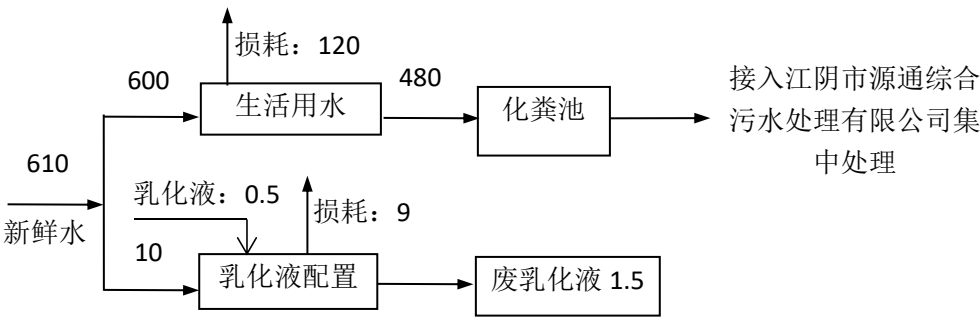 损耗：120
600
480
生活用水
化粪池
接入江阴市源通综合
污水处理有限公司集
中处理
610
新鲜水
乳化液：0.5
损耗：9
10
乳化液配置
废乳化液 1.5